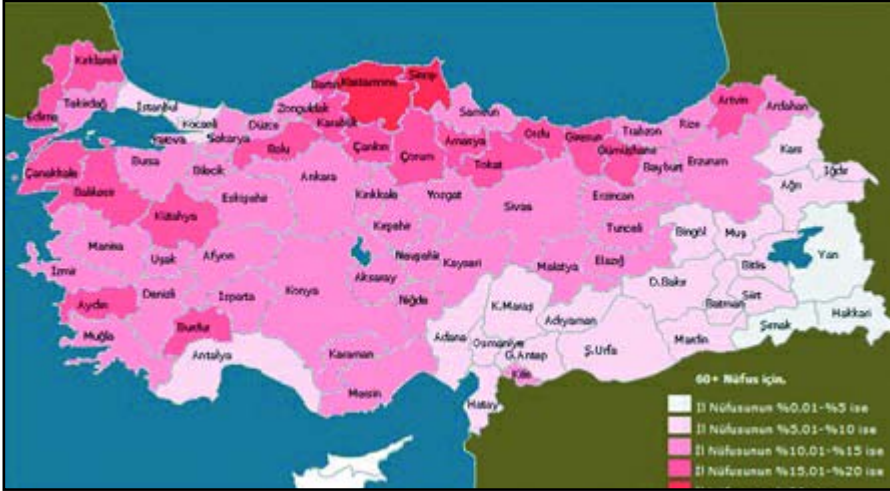 Kırklareli
Edirne
Tekirdağ
İstanbul
Kocaeli
Yalova
Sakarya
Düzce
Zonguldak
Bartın
Karabük
Kastamonu
Sinop
Samsun
Bolu
Çankırı
Çorum
Amasya
Tokat
Ordu
Giresun
Gümüşhane
Trabzon
Rize
Artvin
Ardahan
Bayburt
Erzurum
Kars
Iğdır
Ağrı
Çanakkale
Balıkesir
Bursa
Bilecik
Kütahya
Eskişehir
Ankara
Kırıkkale
Yozgat
Sivas
Erzincan
Tunceli
Bingöl
Muş
Bitlis
Van
Manisa
İzmir
Uşak
Afyon
Kırşehir
Nevşehir
Kayseri
Malatya
Elazığ
Aksaray
Konya
Niğde
Aydın
Denizli
Isparta
Burdur
Muğla
Antalya
Karaman
Mersin
Adana
K.Maraş
Osmaniye
G.Antep
Kilis
Hatay
Adıyaman
Ş.Urfa
D.Bakır
Batman
Siirt
Mardin
Şırnak
Hakkari
60+ Nüfus için,
İl Nüfusunun %0,01-%5 ise
İl Nüfusunun %5,01-%10 ise
İl Nüfusunun %10,01-%15 ise
İl Nüfusunun %15,01-%20 ise